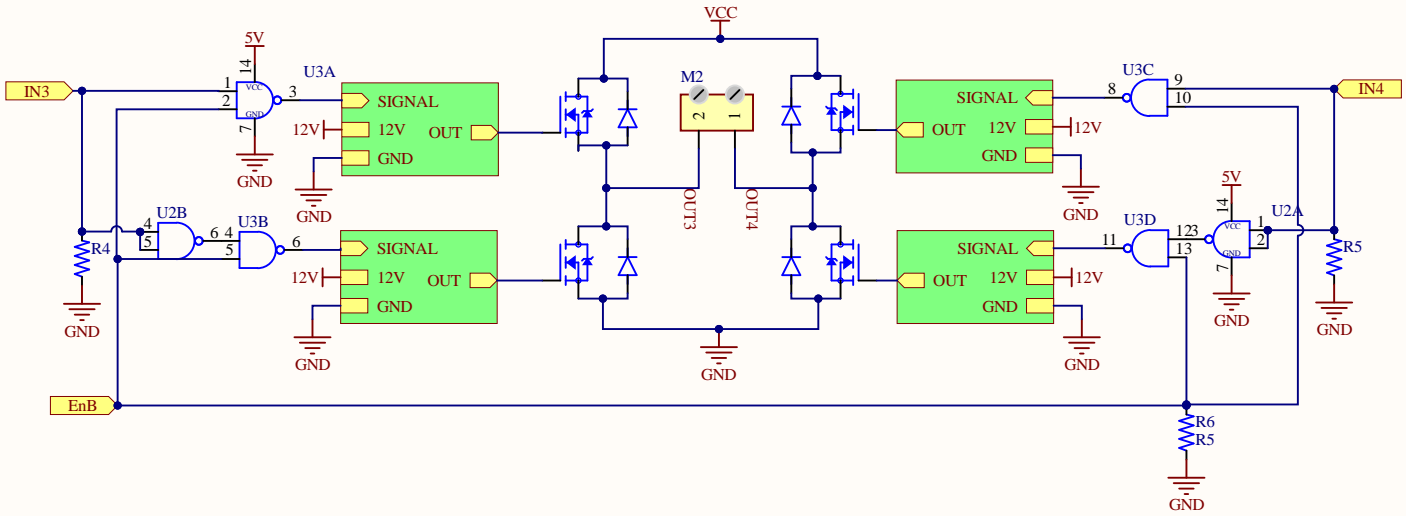 VCC
5V
14
U3A
IN3
1
VCC
2
3
GND
7
GND
SIGNAL
12V
12V
OUT
GND
GND
M2
2
1
OUT3
OUT4
SIGNAL
OUT
12V
12V
GND
GND
U3C
8
9
10
IN4
U2B
4
5
6
U3B
4
5
6
R4
GND
SIGNAL
12V
12V
OUT
GND
GND
GND
SIGNAL
OUT
12V
12V
GND
GND
U3D
11
12
13
3
5V
14
U2A
VCC
1
2
GND
7
GND
R5
GND
EnB
R6
R5
GND